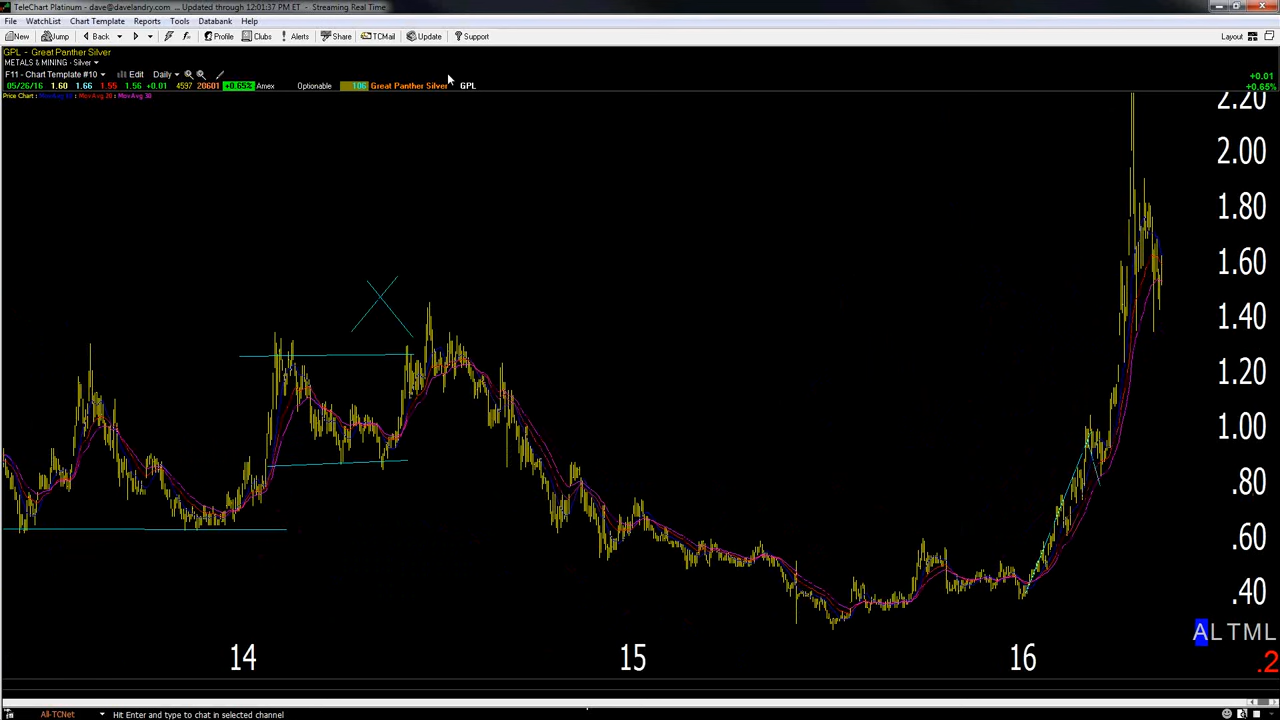 TeleChart Platinum - dave@davelandry.com ... Updated through 12:01:37 PM ET - Streaming Real Time
File WatchList Chart Template Reports Tools Databank Help
New Jump Back Profile Clubs Alerts Share TCMail Update Support Layout
GPL - Great Panther Silver
METALS & MINING - Silver
F11 - Chart Template #10 Edit Daily +0.01
05/26/16 1.60 1.66 1.55 1.56 +0.01 4597 20601 +0.65% Amex Optionable 106 Great Panther Silver GPL +0.65%
Price Chart : MovAvg 20 : MovAvg 30
2.20
2.00
1.80
1.60
1.40
1.20
1.00
.80
.60
.40
A L T M L
14 15 16
.2
All-TCNet Hit Enter and type to chat in selected channel